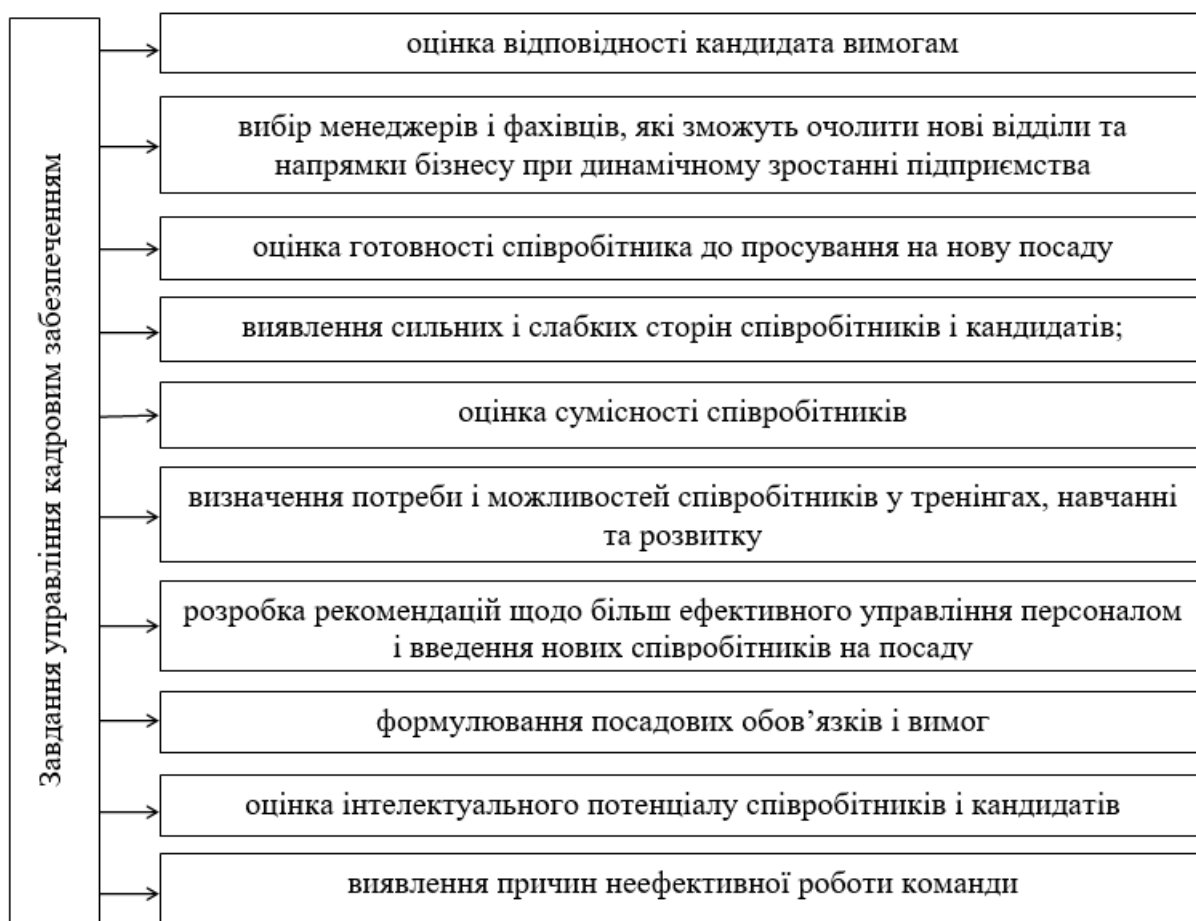 Завдання управління кадровим забезпеченням
оцінка відповідності кандидата вимогам
вибір менеджерів і фахівців, які зможуть очолити нові відділи та
напрямки бізнесу при динамічному зростанні підприємства
оцінка готовності співробітника до просування на нову посаду
виявлення сильних і слабких сторін співробітників і кандидатів;
оцінка сумісності співробітників
визначення потреби і можливостей співробітників у тренінгах, навчанні
та розвитку
розробка рекомендацій щодо більш ефективного управління персоналом
і введення нових співробітників на посаду
формулювання посадових обов’язків і вимог
оцінка інтелектуального потенціалу співробітників і кандидатів
виявлення причин неефективної роботи команди